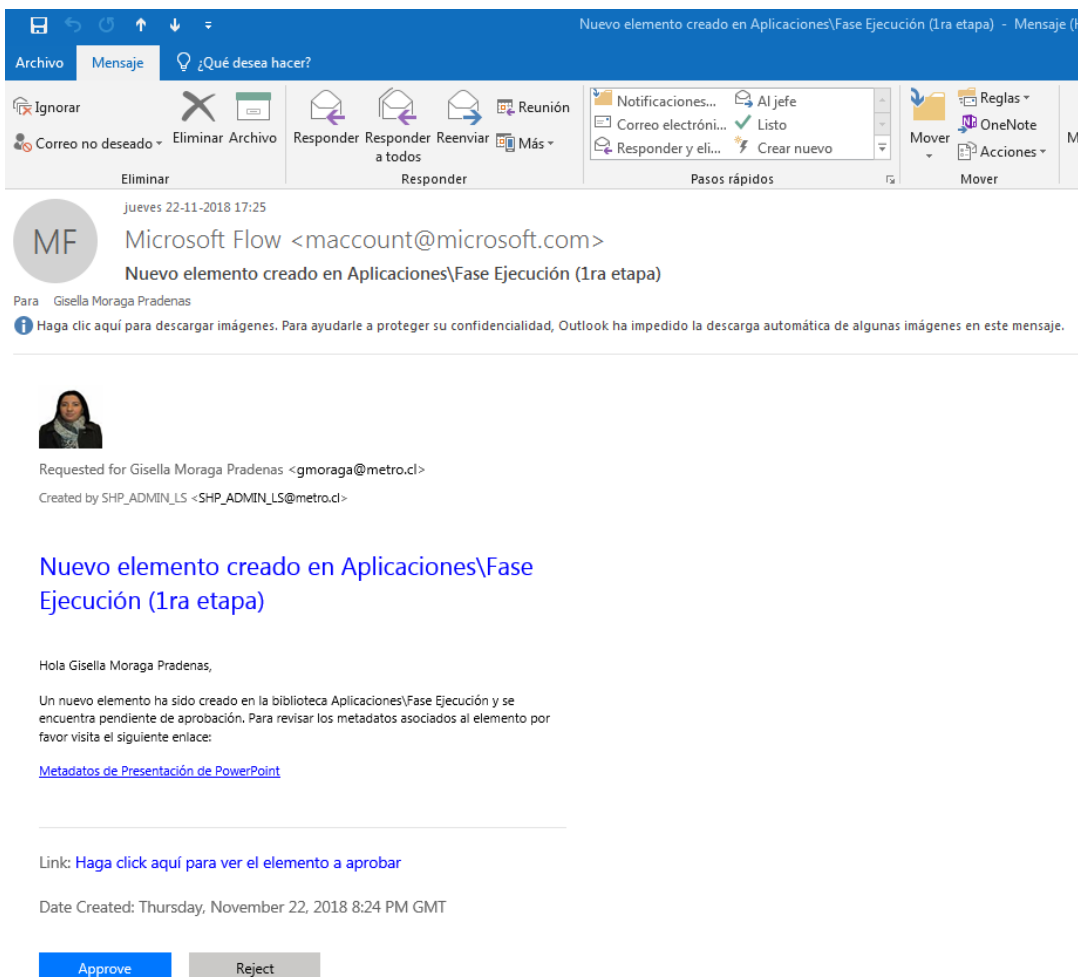 Nuevo elemento creado en Aplicaciones\Fase Ejecución (1ra etapa) - Mensaje (
Archivo Mensaje ¿Qué desea hacer?
Ignorar
Correo no deseado
Eliminar
Archivo
Eliminar
Responder
Responder a todos
Reenviar
Reunión
Más
Responder
Notificaciones...
Al jefe
Correo electróni...
Listo
Responder y eli...
Crear nuevo
Pasos rápidos
Mover
Reglas
OneNote
Acciones
Mover
M
jueves 22-11-2018 17:25
MF
Microsoft Flow <maccount@microsoft.com>
Nuevo elemento creado en Aplicaciones\Fase Ejecución (1ra etapa)
Para Gisella Moraga Pradenas
Haga clic aquí para descargar imágenes. Para ayudarle a proteger su confidencialidad, Outlook ha impedido la descarga automática de algunas imágenes en este mensaje.
Requested for Gisella Moraga Pradenas <gmoraga@metro.cl>
Created by SHP_ADMIN_LS <SHP_ADMIN_LS@metro.cl>
Nuevo elemento creado en Aplicaciones\Fase
Ejecución (1ra etapa)
Hola Gisella Moraga Pradenas,
Un nuevo elemento ha sido creado en la biblioteca Aplicaciones\Fase Ejecución y se
encuentra pendiente de aprobación. Para revisar los metadatos asociados al elemento por
favor visita el siguiente enlace:
Metadatos de Presentación de PowerPoint
Link: Haga click aquí para ver el elemento a aprobar
Date Created: Thursday, November 22, 2018 8:24 PM GMT
Approve Reject